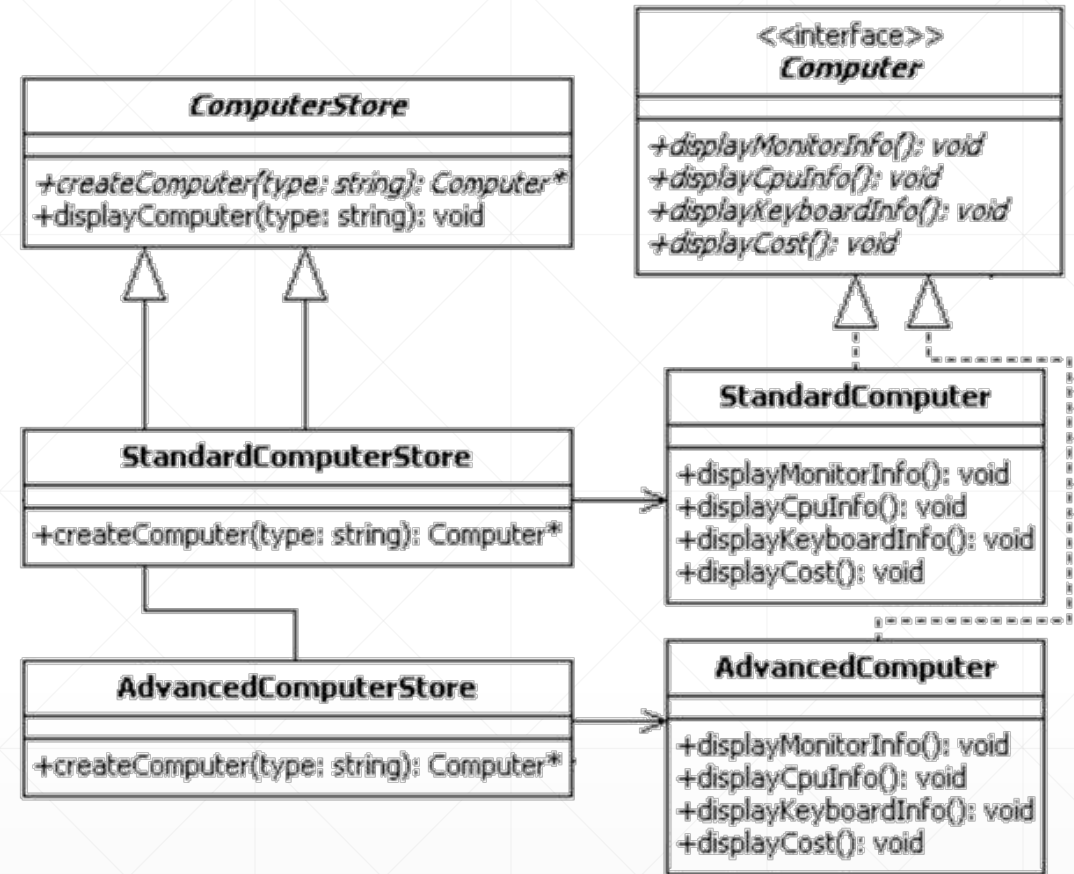 ComputerStore
+createComputer(type: string): Computer*
+displayComputer(type: string): void
<<interface>>
Computer
+displayMonitorInfo(): void
+displayCpuInfo(): void
+displayKeyboardInfo(): void
+displayCost(): void
StandardComputerStore
+createComputer(type: string): Computer*
StandardComputer
+displayMonitorInfo(): void
+displayCpuInfo(): void
+displayKeyboardInfo(): void
+displayCost(): void
AdvancedComputerStore
+createComputer(type: string): Computer*
AdvancedComputer
+displayMonitorInfo(): void
+displayCpuInfo(): void
+displayKeyboardInfo(): void
+displayCost(): void